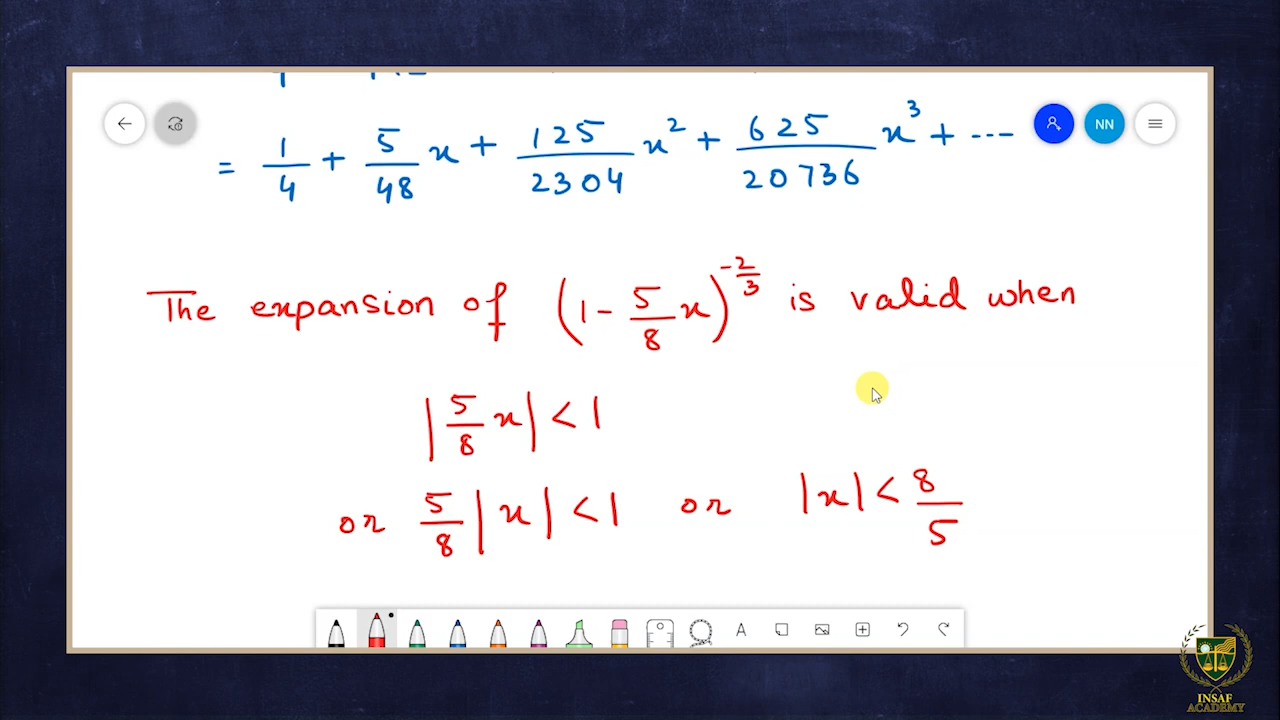 NN
= 1/4 + 5/48 x + 125/2304 x² + 625/20736 x³ + ...
The expansion of (1 - 5/8 x)^(-2/3) is valid when
|5/8 x| < 1
or 5/8 |x| < 1 or |x| < 8/5
A
INSAF
ACADEMY